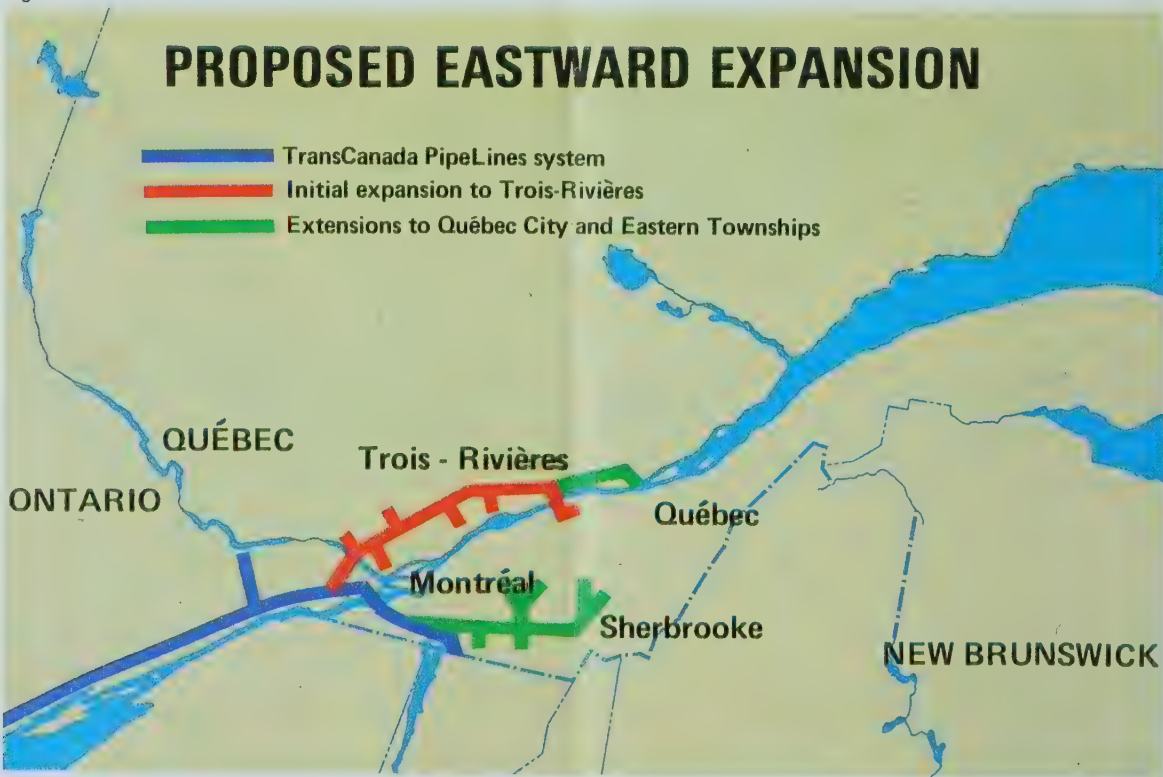 PROPOSED EASTWARD EXPANSION
TransCanada PipeLines system
Initial expansion to Trois-Rivières
Extensions to Québec City and Eastern Townships
QUÉBEC
Trois - Rivières
ONTARIO
Québec
Montréal
Sherbrooke
NEW BRUNSWICK